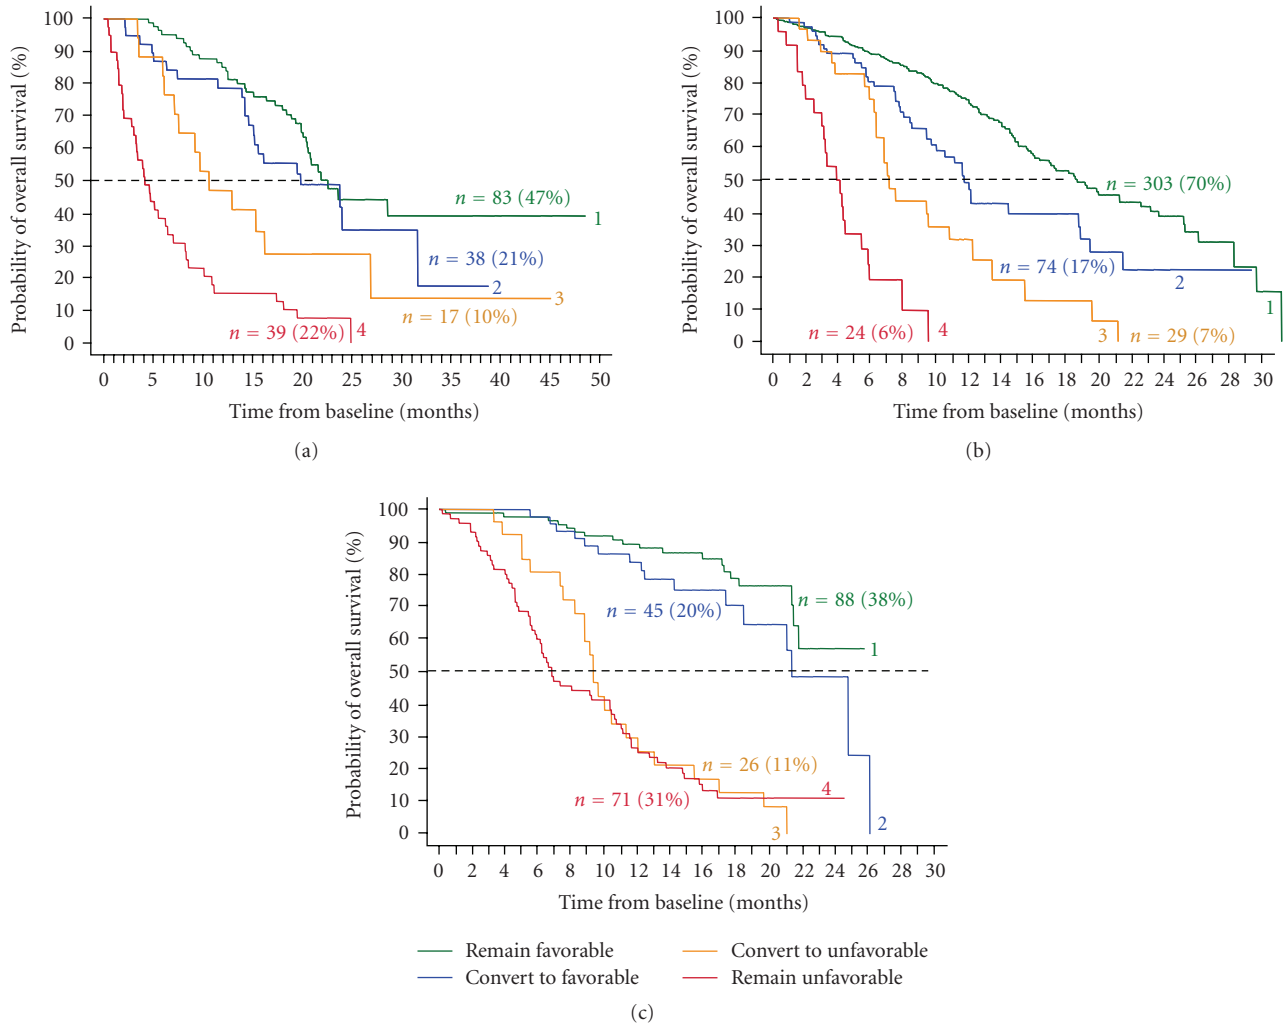 Probability of overall survival (%)
100
90
80
70
60
50
40
30
20
10
0
n = 83 (47%)
1
n = 38 (21%)
2
3
n = 17 (10%)
n = 39 (22%) 4
0 5 10 15 20 25 30 35 40 45 50
Time from baseline (months)
(a)
Probability of overall survival (%)
100
90
80
70
60
50
40
30
20
10
0
n = 303 (70%)
n = 74 (17%)
2
1
n = 24 (6%) 4
3 n = 29 (7%)
0 2 4 6 8 10 12 14 16 18 20 22 24 26 28 30
Time from baseline (months)
(b)
Probability of overall survival (%)
100
90
80
70
60
50
40
30
20
10
0
n = 88 (38%)
n = 45 (20%)
1
n = 26 (11%)
n = 71 (31%)
4
3
2
0 2 4 6 8 10 12 14 16 18 20 22 24 26 28 30
Time from baseline (months)
Remain favorable
Convert to favorable
Convert to unfavorable
Remain unfavorable
(c)